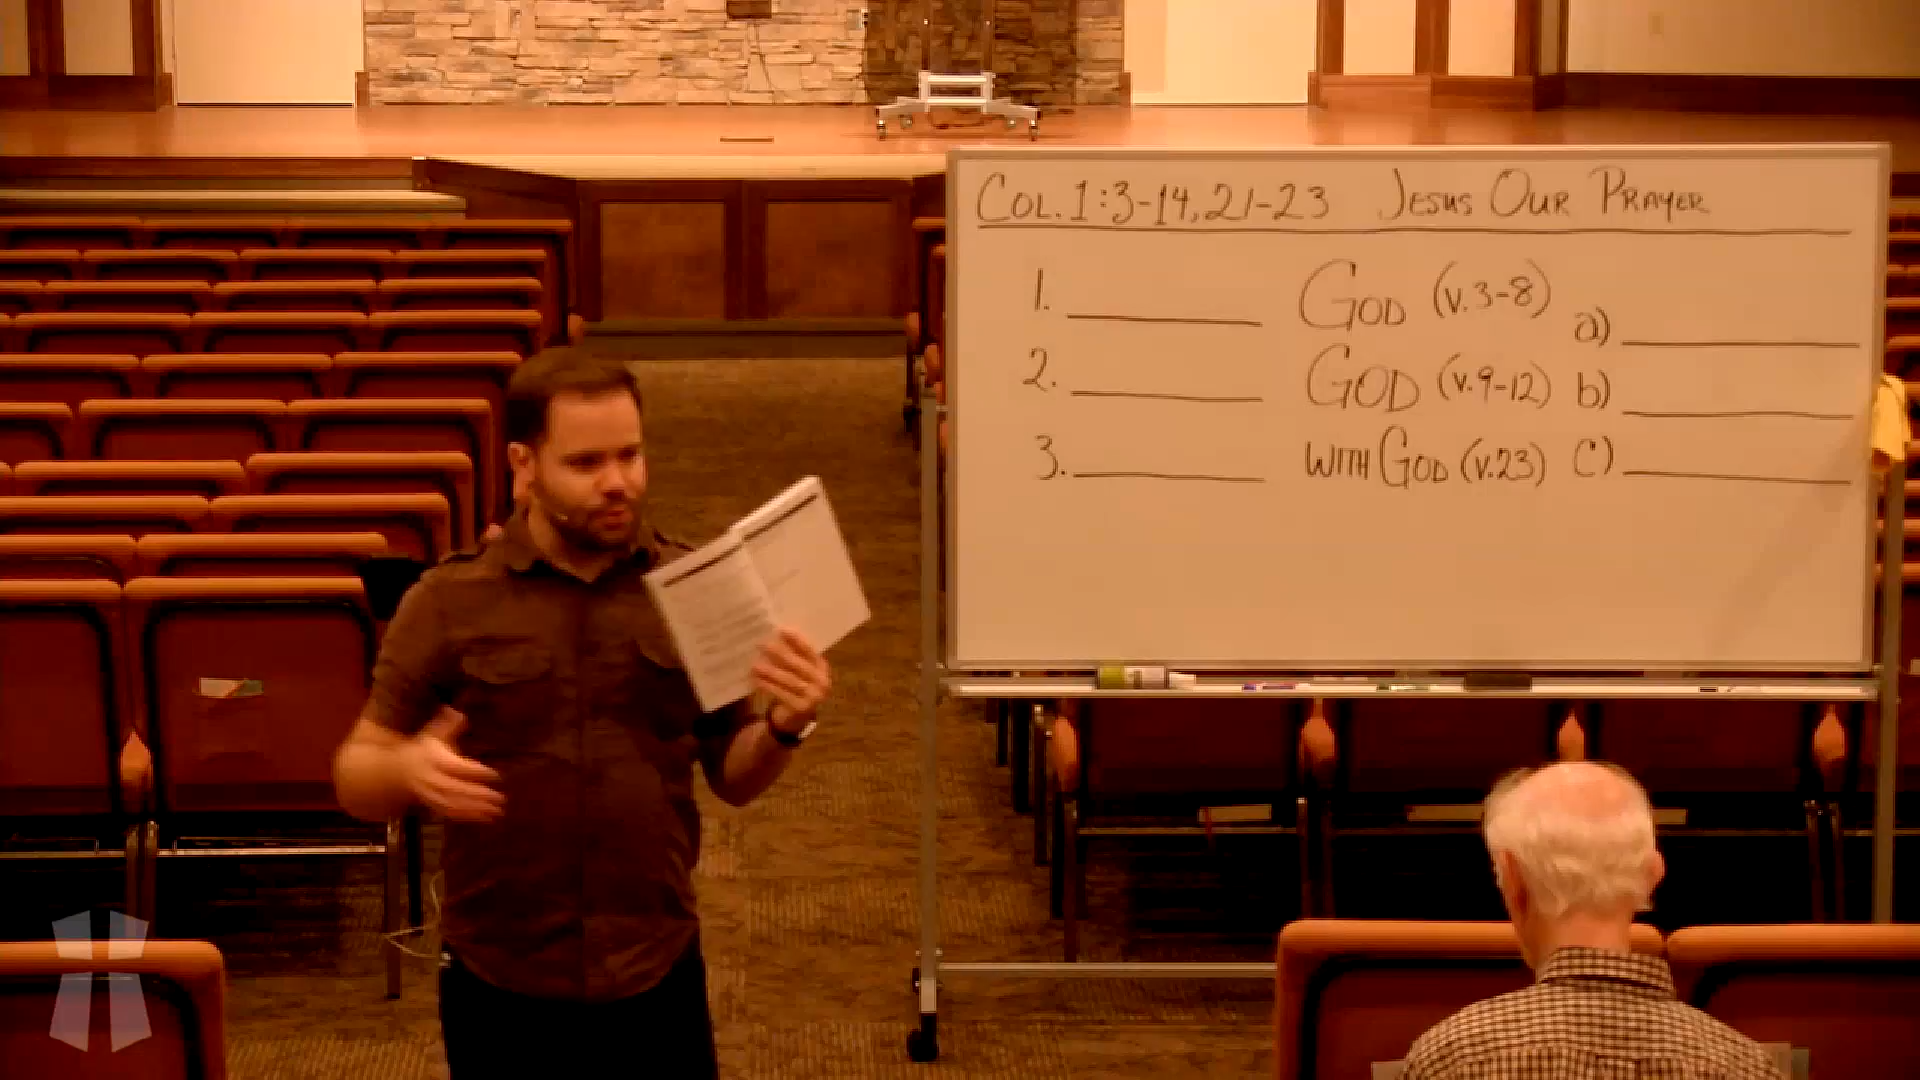 Col. 1:3-14, 21-23 Jesus Our Prayer
1. God (v.3-8) a)
2. God (v.9-12) b)
3. with God (v.23) c)